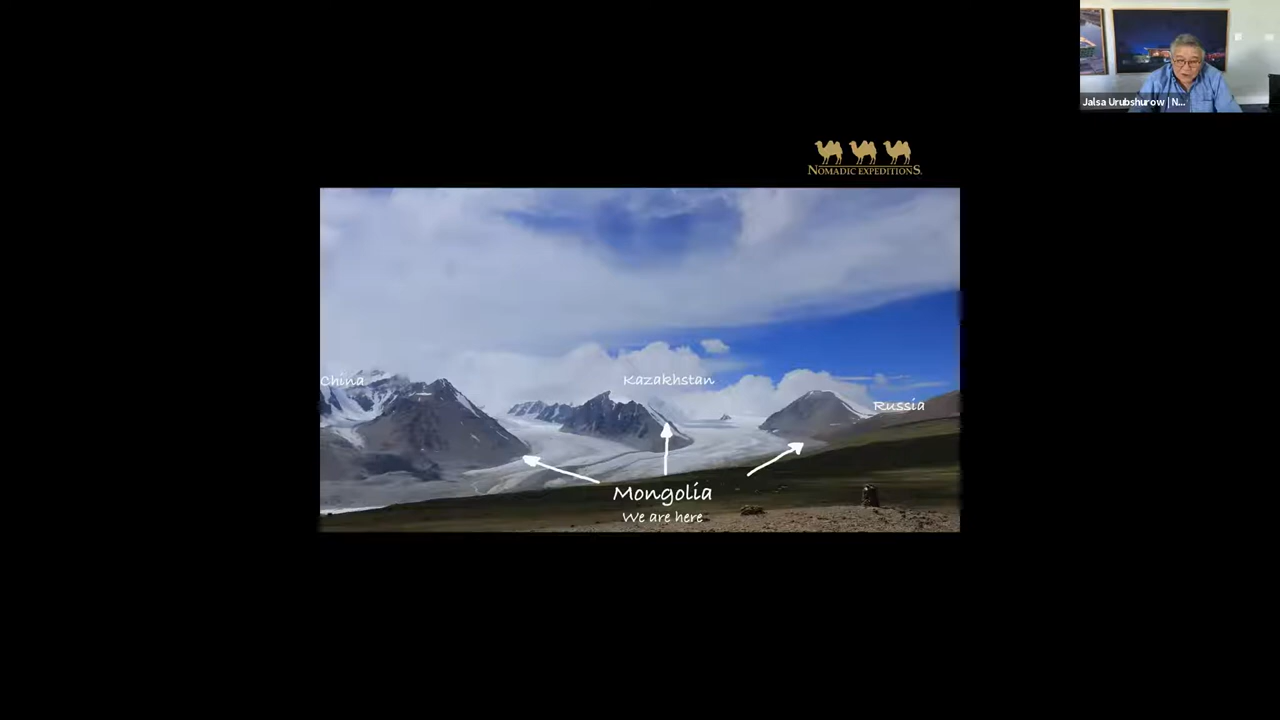 Jalsa Urubshurow | N...
NOMADIC EXPEDITIONS.
China
Kazakhstan
Russia
Mongolia
We are here